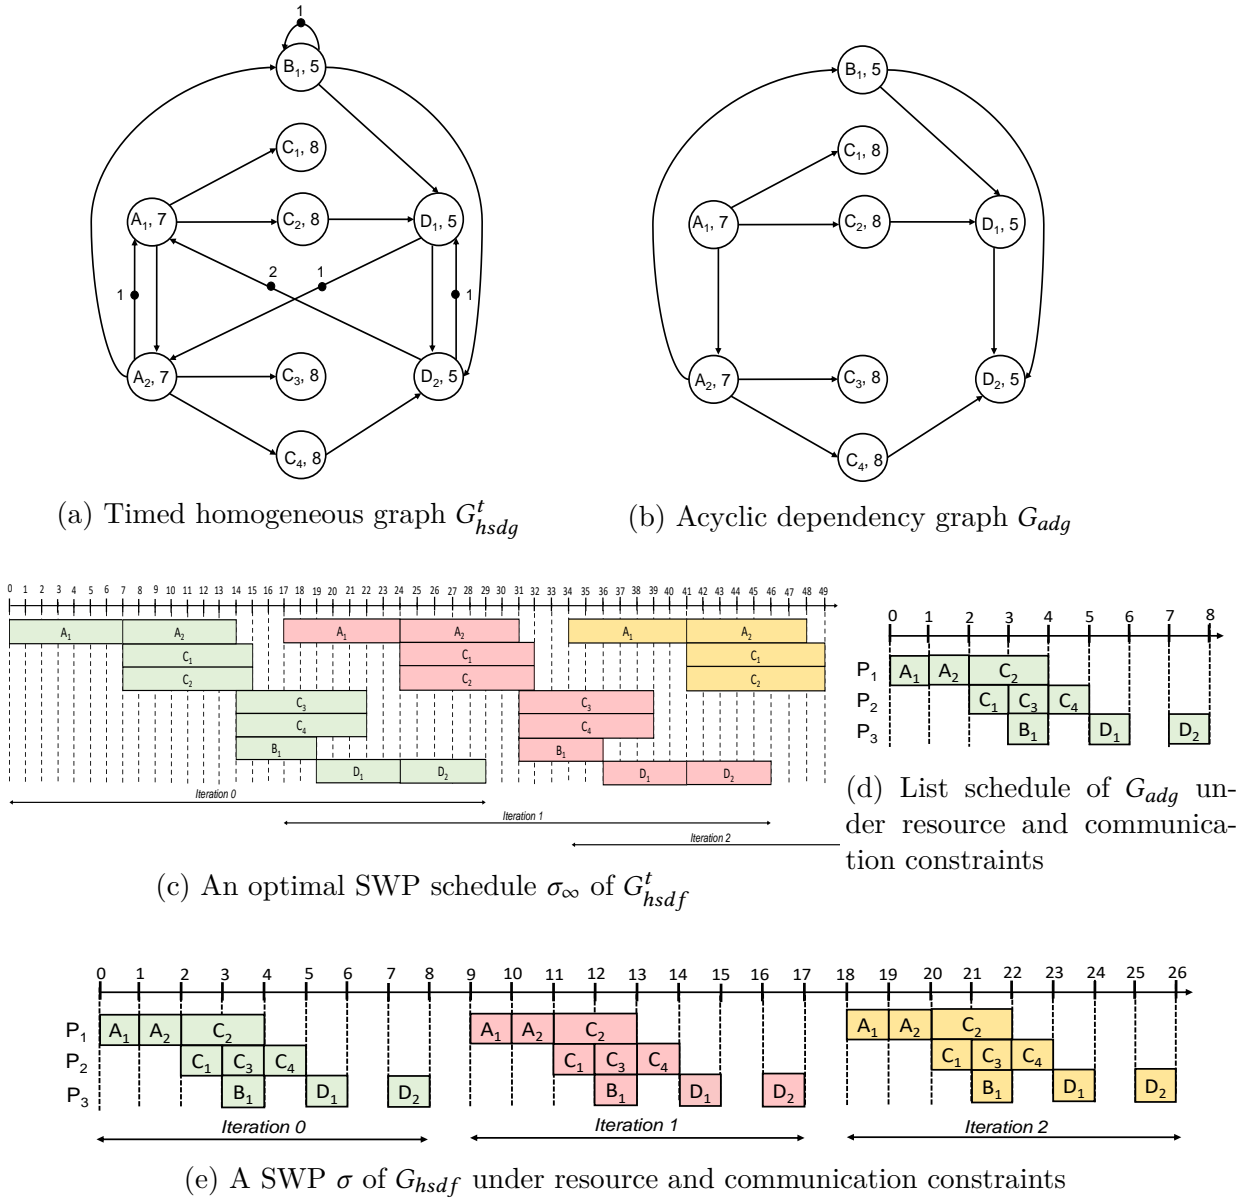 1
B1, 5
C1, 8
C2, 8
A1, 7
D1, 5
2
1
1
1
A2, 7
C3, 8
D2, 5
C4, 8
(a) Timed homogeneous graph G^t_hsdg
B1, 5
C1, 8
C2, 8
A1, 7
D1, 5
A2, 7
C3, 8
D2, 5
C4, 8
(b) Acyclic dependency graph G_adg
0 1 2 3 4 5 6 7 8 9 10 11 12 13 14 15 16 17 18 19 20 21 22 23 24 25 26 27 28 29 30 31 32 33 34 35 36 37 38 39 40 41 42 43 44 45 46 47 48 49
A1 A2 A1 A2 A1 A2
C1 C1 C1
C2 C2 C2
C3 C3
C4 C4
B1 B1
D1 D2 D1 D2
Iteration 0
Iteration 1
Iteration 2
(c) An optimal SWP schedule σ∞ of G^t_hsdf
0 1 2 3 4 5 6 7 8
P1 A1 A2 C2
P2 C1 C3 C4
P3 B1 D1 D2
(d) List schedule of G_adg un-
der resource and communica-
tion constraints
0 1 2 3 4 5 6 7 8 9 10 11 12 13 14 15 16 17 18 19 20 21 22 23 24 25 26
P1 A1 A2 C2 A1 A2 C2 A1 A2 C2
P2 C1 C3 C4 C1 C3 C4 C1 C3 C4
P3 B1 D1 D2 B1 D1 D2 B1 D1 D2
Iteration 0 Iteration 1 Iteration 2
(e) A SWP σ of G_hsdf under resource and communication constraints